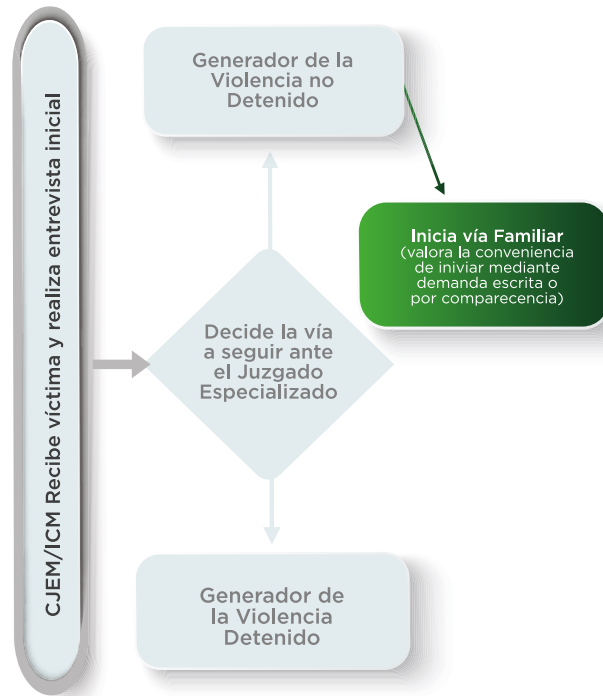 CJEM/ICM Recibe víctima y realiza entrevista inicial
Generador de la
Violencia no
Detenido
Inicia vía Familiar
(valora la conveniencia
de iniviar mediante
demanda escrita o
por comparecencia)
Decide la vía
a seguir ante
el Juzgado
Especializado
Generador de
la Violencia
Detenido